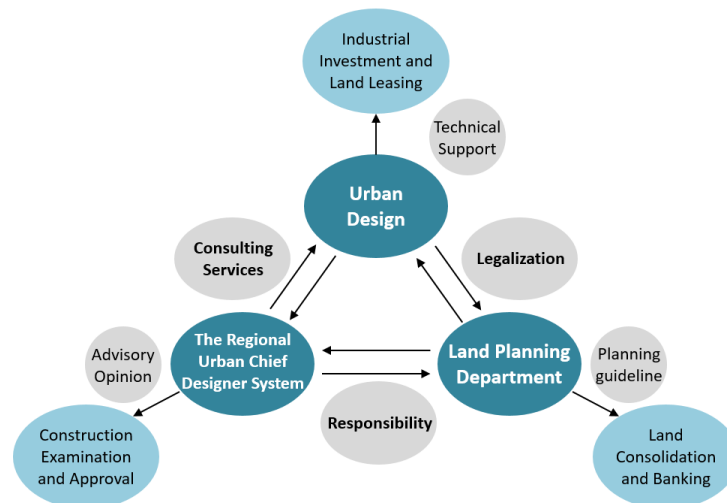 Industrial
Investment and
Land Leasing
Technical
Support
Urban
Design
Consulting
Services
Legalization
Advisory
Opinion
The Regional
Urban Chief
Designer System
Land Planning
Department
Planning
guideline
Responsibility
Construction
Examination
and Approval
Land
Consolidation
and Banking